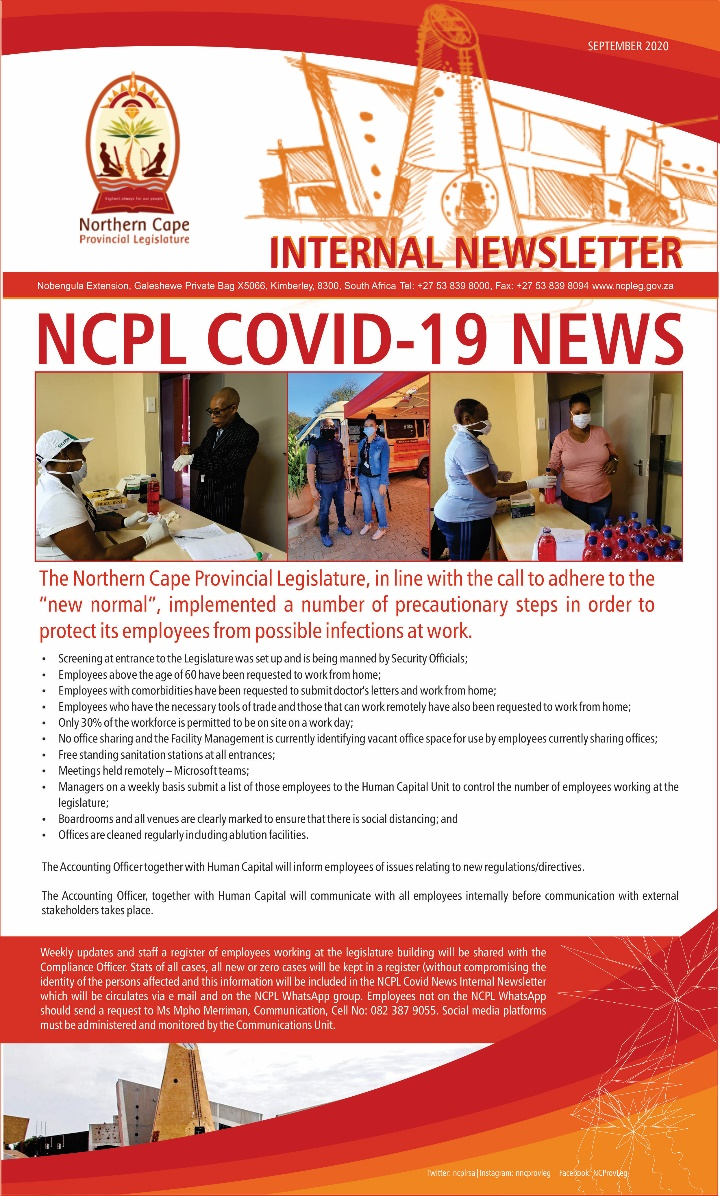 SEPTEMBER 2020
Vigilant always for our people
Northern Cape
Provincial Legislature
INTERNAL NEWSLETTER
Nobengula Extension, Galeshewe Private Bag X5066, Kimberley, 8300, South Africa Tel: +27 53 839 8000, Fax: +27 53 839 8094 www.ncpleg.gov.za
NCPL COVID-19 NEWS
The Northern Cape Provincial Legislature, in line with the call to adhere to the
“new normal”, implemented a number of precautionary steps in order to
protect its employees from possible infections at work.
• Screening at entrance to the Legislature was set up and is being manned by Security Officials;
• Employees above the age of 60 have been requested to work from home;
• Employees with comorbidities have been requested to submit doctor's letters and work from home;
• Employees who have the necessary tools of trade and those that can work remotely have also been requested to work from home;
• Only 30% of the workforce is permitted to be on site on a work day;
• No office sharing and the Facility Management is currently identifying vacant office space for use by employees currently sharing offices;
• Free standing sanitation stations at all entrances;
• Meetings held remotely – Microsoft teams;
• Managers on a weekly basis submit a list of those employees to the Human Capital Unit to control the number of employees working at the
legislature;
• Boardrooms and all venues are clearly marked to ensure that there is social distancing; and
• Offices are cleaned regularly including ablution facilities.
The Accounting Officer together with Human Capital will inform employees of issues relating to new regulations/directives.
The Accounting Officer, together with Human Capital will communicate with all employees internally before communication with external
stakeholders takes place.
Weekly updates and staff a register of employees working at the legislature building will be shared with the
Compliance Officer. Stats of all cases, all new or zero cases will be kept in a register (without compromising the
identity of the persons affected and this information will be included in the NCPL Covid News Internal Newsletter
which will be circulates via e mail and on the NCPL WhatsApp group. Employees not on the NCPL WhatsApp
should send a request to Ms Mpho Merriman, Communication, Cell No: 082 387 9055. Social media platforms
must be administered and monitored by the Communications Unit.
Twitter: ncplrsa|Instagram: nncprovleg Facebook: NCProvLeg